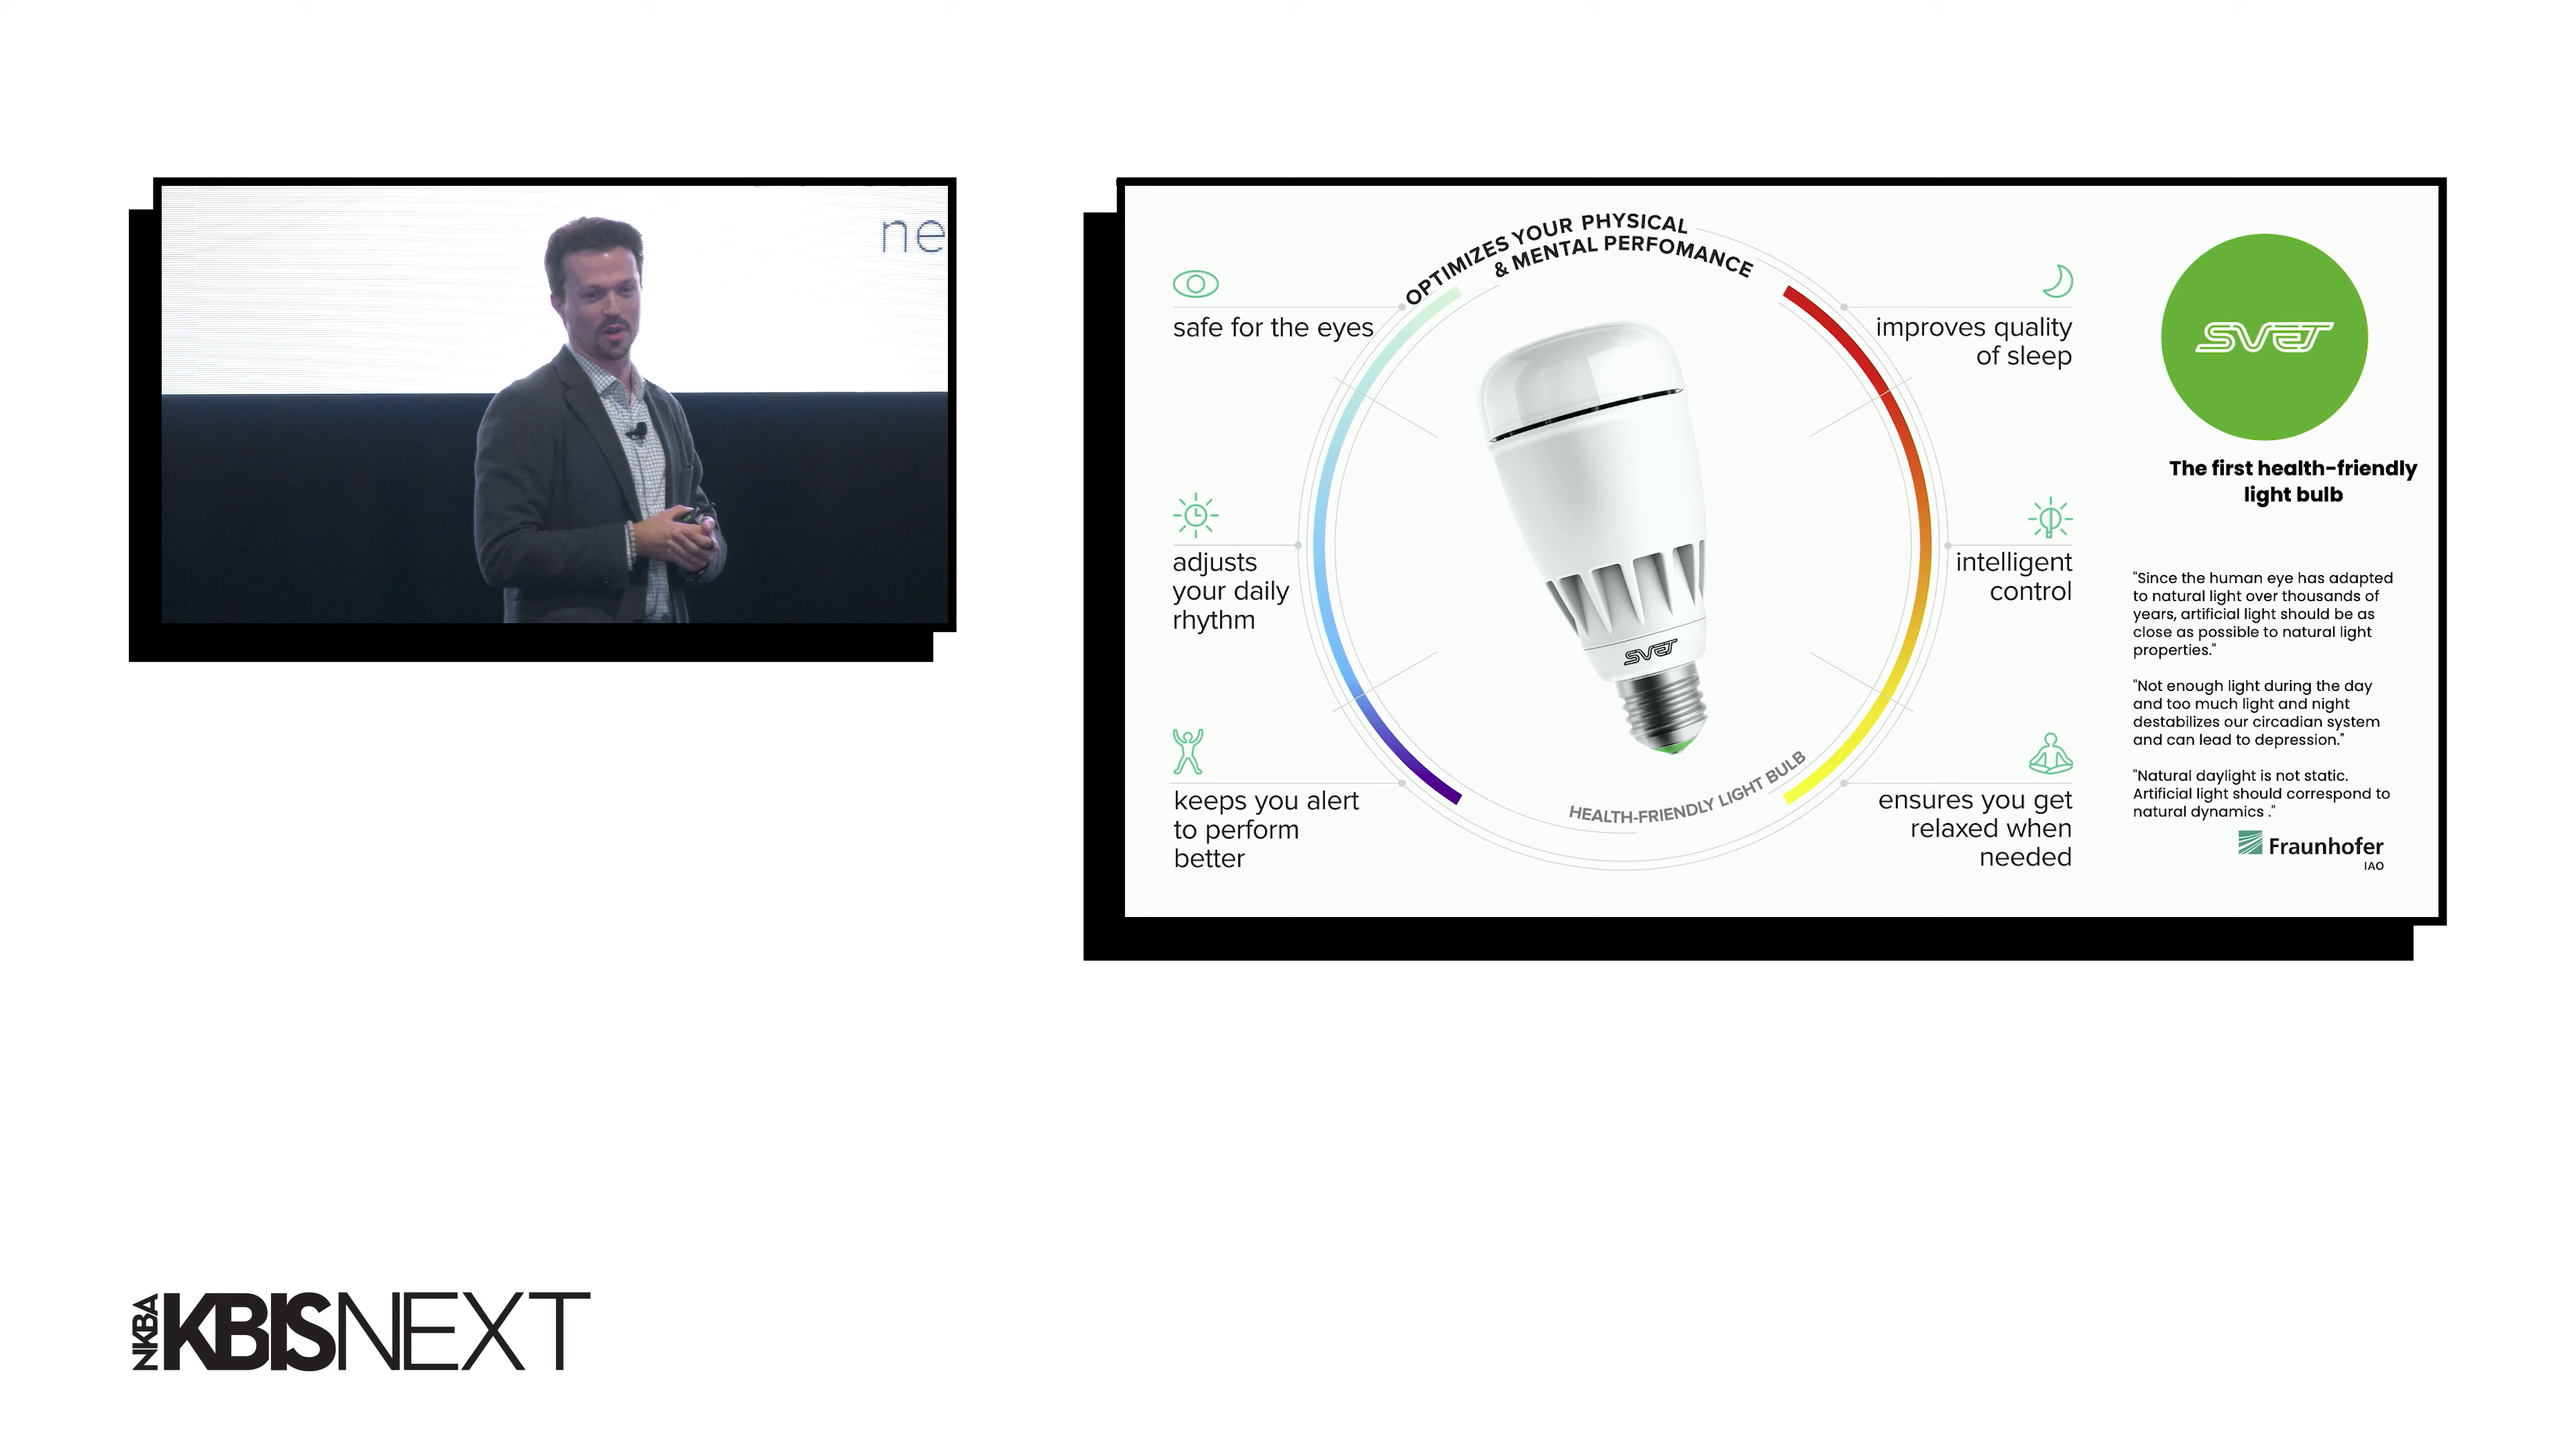 ne
OPTIMIZES YOUR PHYSICAL
& MENTAL PERFOMANCE
safe for the eyes
adjusts
your daily
rhythm
keeps you alert
to perform
better
improves quality
of sleep
intelligent
control
ensures you get
relaxed when
needed
SVET
HEALTH-FRIENDLY LIGHT BULB
SVET
The first health-friendly
light bulb
"Since the human eye has adapted
to natural light over thousands of
years, artificial light should be as
close as possible to natural light
properties."
"Not enough light during the day
and too much light and night
destabilizes our circadian system
and can lead to depression."
"Natural daylight is not static.
Artificial light should correspond to
natural dynamics ."
Fraunhofer
IAO
NKBA KBISNEXT